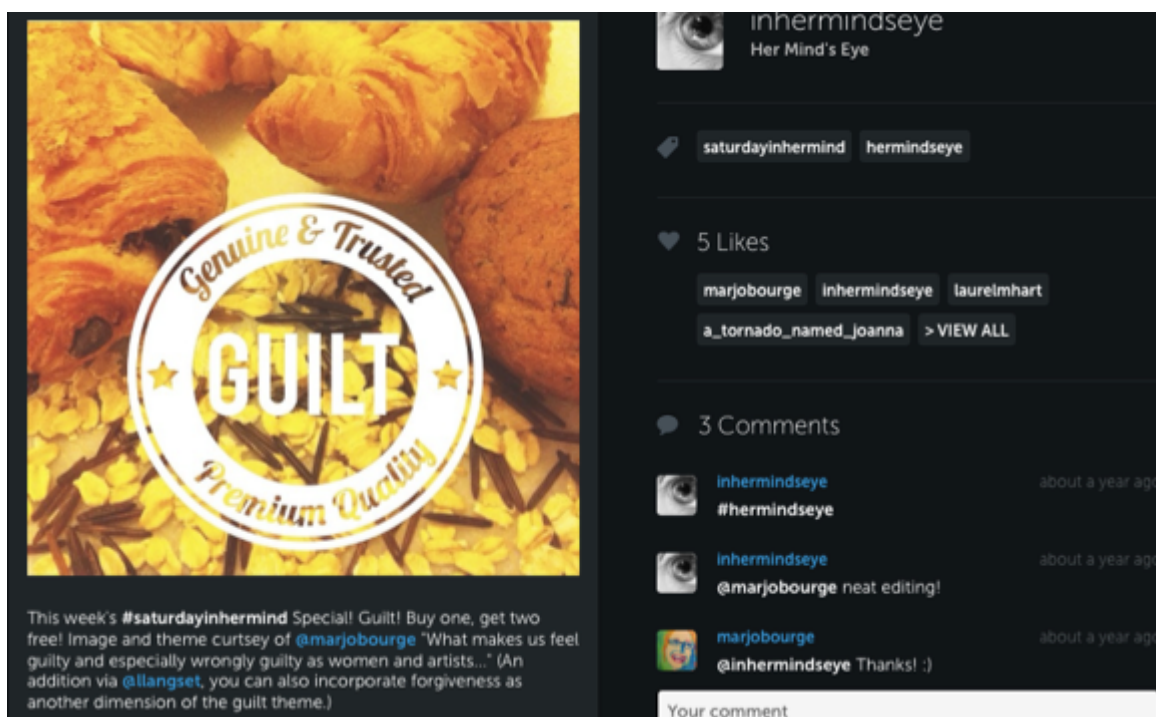 Genuine & Trusted
GUILT
Premium Quality
This week's #saturdayinhermind Special! Guilt! Buy one, get two
free! Image and theme curtsey of @marjobourge "What makes us feel
guilty and especially wrongly guilty as women and artists..." (An
addition via @llangset, you can also incorporate forgiveness as
another dimension of the guilt theme.)
inhermindseye
Her Mind's Eye
saturdayinhermind hermindseye
5 Likes
marjobourge inhermindseye laurelmhart
a_tornado_named_joanna > VIEW ALL
3 Comments
inhermindseye about a year ago
#hermindseye
inhermindseye about a year ago
@marjobourge neat editing!
marjobourge about a year ago
@inhermindseye Thanks! :)
Your comment